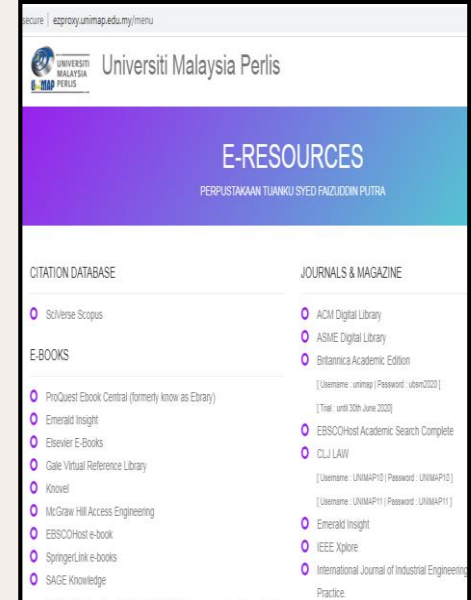 secure | ezproxy.unimap.edu.my/menu
UNIVERSITI
MALAYSIA
PERLIS
UniMAP
Universiti Malaysia Perlis
E-RESOURCES
PERPUSTAKAAN TUANKU SYED FAIZUDDIN PUTRA
CITATION DATABASE
SciVerse Scopus
E-BOOKS
ProQuest Ebook Central (formerly know as Ebrary)
Emerald Insight
Elsevier E-Books
Gale Virtual Reference Library
Knovel
McGraw Hill Access Engineering
EBSCOHost e-book
SpringerLink e-books
SAGE Knowledge
JOURNALS & MAGAZINE
ACM Digital Library
ASME Digital Library
Britannica Academic Edition
[ Username : unimap | Password : ubsm2020 ]
[ Trial : until 30th June 2020]
EBSCOHost Academic Search Complete
CLJ LAW
[ Username : UNIMAP10 | Password : UNIMAP10 ]
[ Username : UNIMAP11 | Password : UNIMAP11 ]
Emerald Insight
IEEE Xplore
International Journal of Industrial Engineering
Practice.